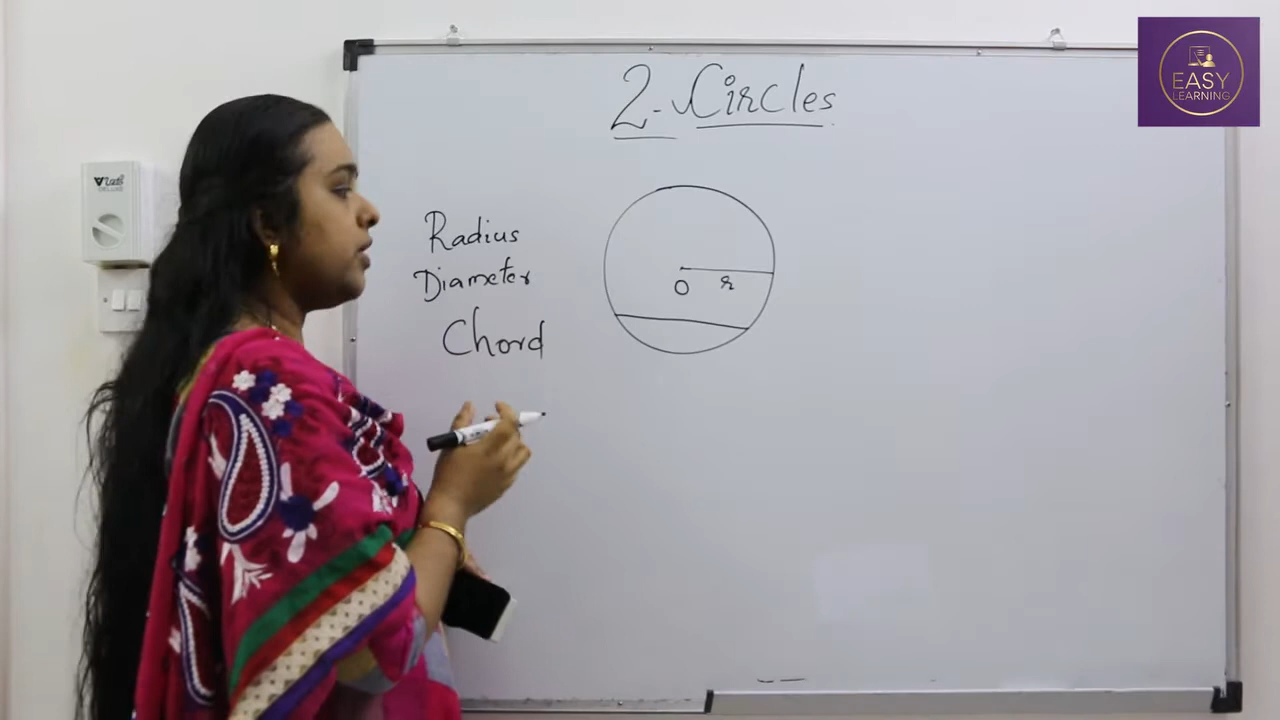 2. Circles
Radius
Diameter
Chord
O
r
EASY
LEARNING